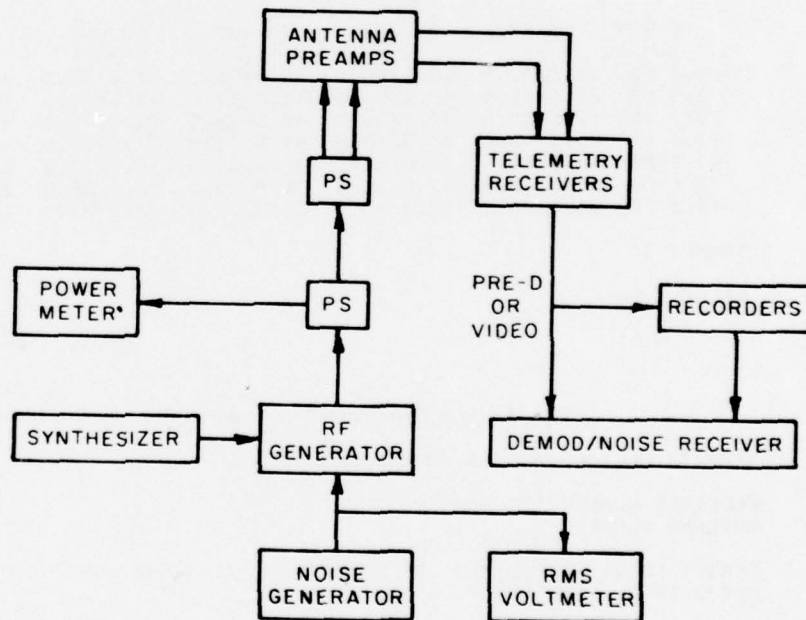 ANTENNA
PREAMPS
PS
TELEMETRY
RECEIVERS
POWER
METER*
PS
PRE-D
OR
VIDEO
RECORDERS
SYNTHESIZER
RF
GENERATOR
DEMOD/NOISE RECEIVER
NOISE
GENERATOR
RMS
VOLTMETER